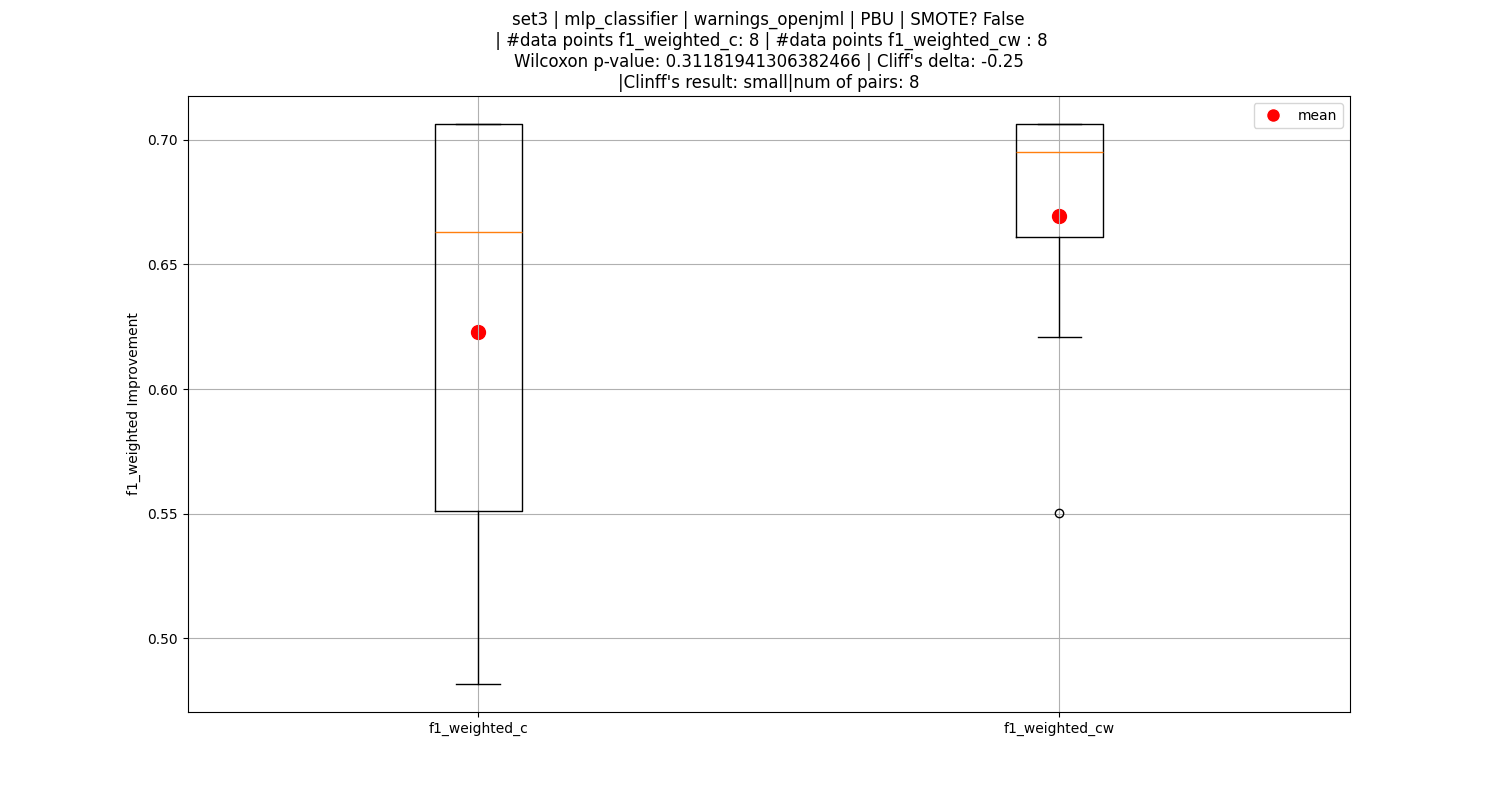 set3 | mlp_classifier | warnings_openjml | PBU | SMOTE? False
| #data points f1_weighted_c: 8 | #data points f1_weighted_cw : 8
Wilcoxon p-value: 0.31181941306382466 | Cliff's delta: -0.25
|Clinff's result: small|num of pairs: 8
mean
0.70
0.65
0.60
0.55
0.50
f1_weighted Improvement
f1_weighted_c
f1_weighted_cw